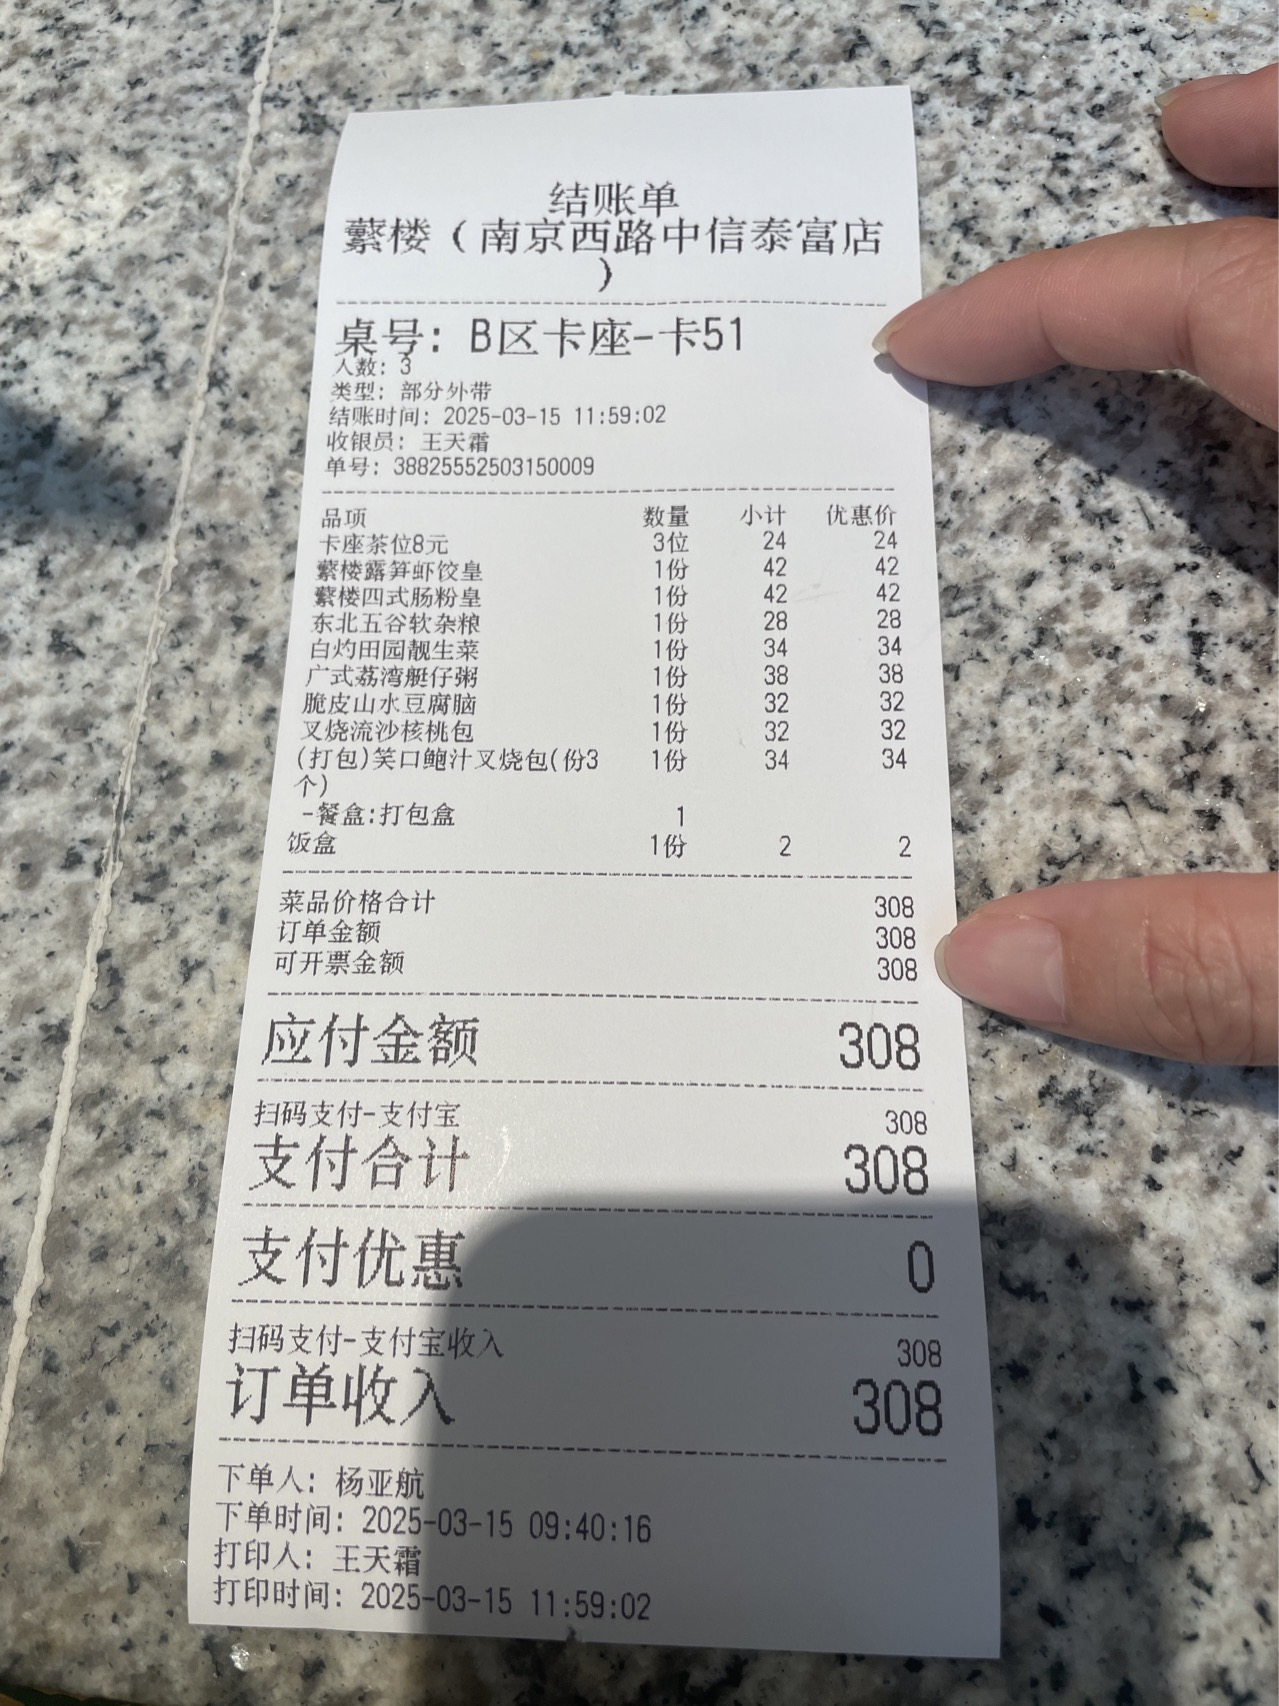 结账单
蘩楼（南京西路中信泰富店
）
桌号：B区卡座-卡51
人数：3
类型：部分外带
结账时间：2025-03-15 11:59:02
收银员：王天霜
单号：38825552503150009
品项 数量 小计 优惠价
卡座茶位8元 3位 24 24
蘩楼露笋虾饺皇 1份 42 42
蘩楼四式肠粉皇 1份 42 42
东北五谷软杂粮 1份 28 28
白灼田园靓生菜 1份 34 34
广式荔湾艇仔粥 1份 38 38
脆皮山水豆腐脑 1份 32 32
叉烧流沙核桃包 1份 32 32
(打包)笑口鲍汁叉烧包(份3 1份 34 34
个)
-餐盒:打包盒 1
饭盒 1份 2 2
菜品价格合计 308
订单金额 308
可开票金额 308
应付金额 308
扫码支付-支付宝 308
支付合计 308
支付优惠 0
扫码支付-支付宝收入 308
订单收入 308
下单人：杨亚航
下单时间：2025-03-15 09:40:16
打印人：王天霜
打印时间：2025-03-15 11:59:02